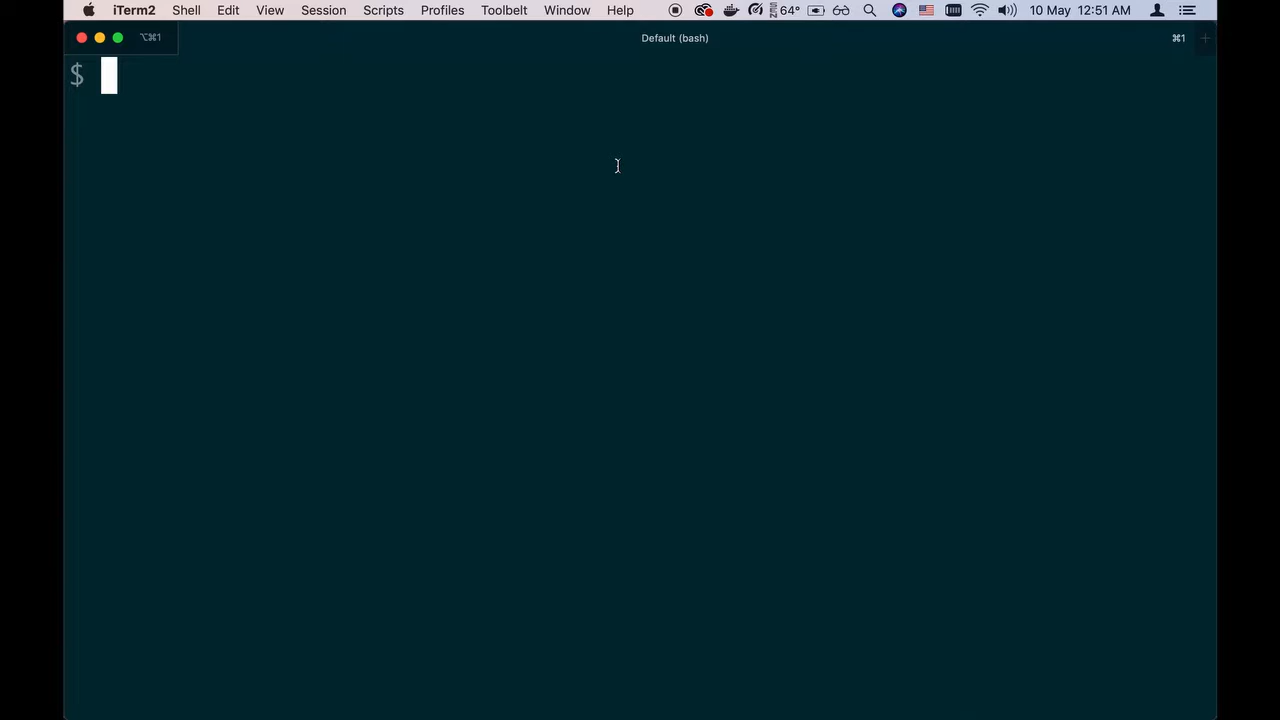 iTerm2 Shell Edit View Session Scripts Profiles Toolbelt Window Help 64° 10 May 12:51 AM
⌥⌘1 Default (bash) ⌘1 +
$